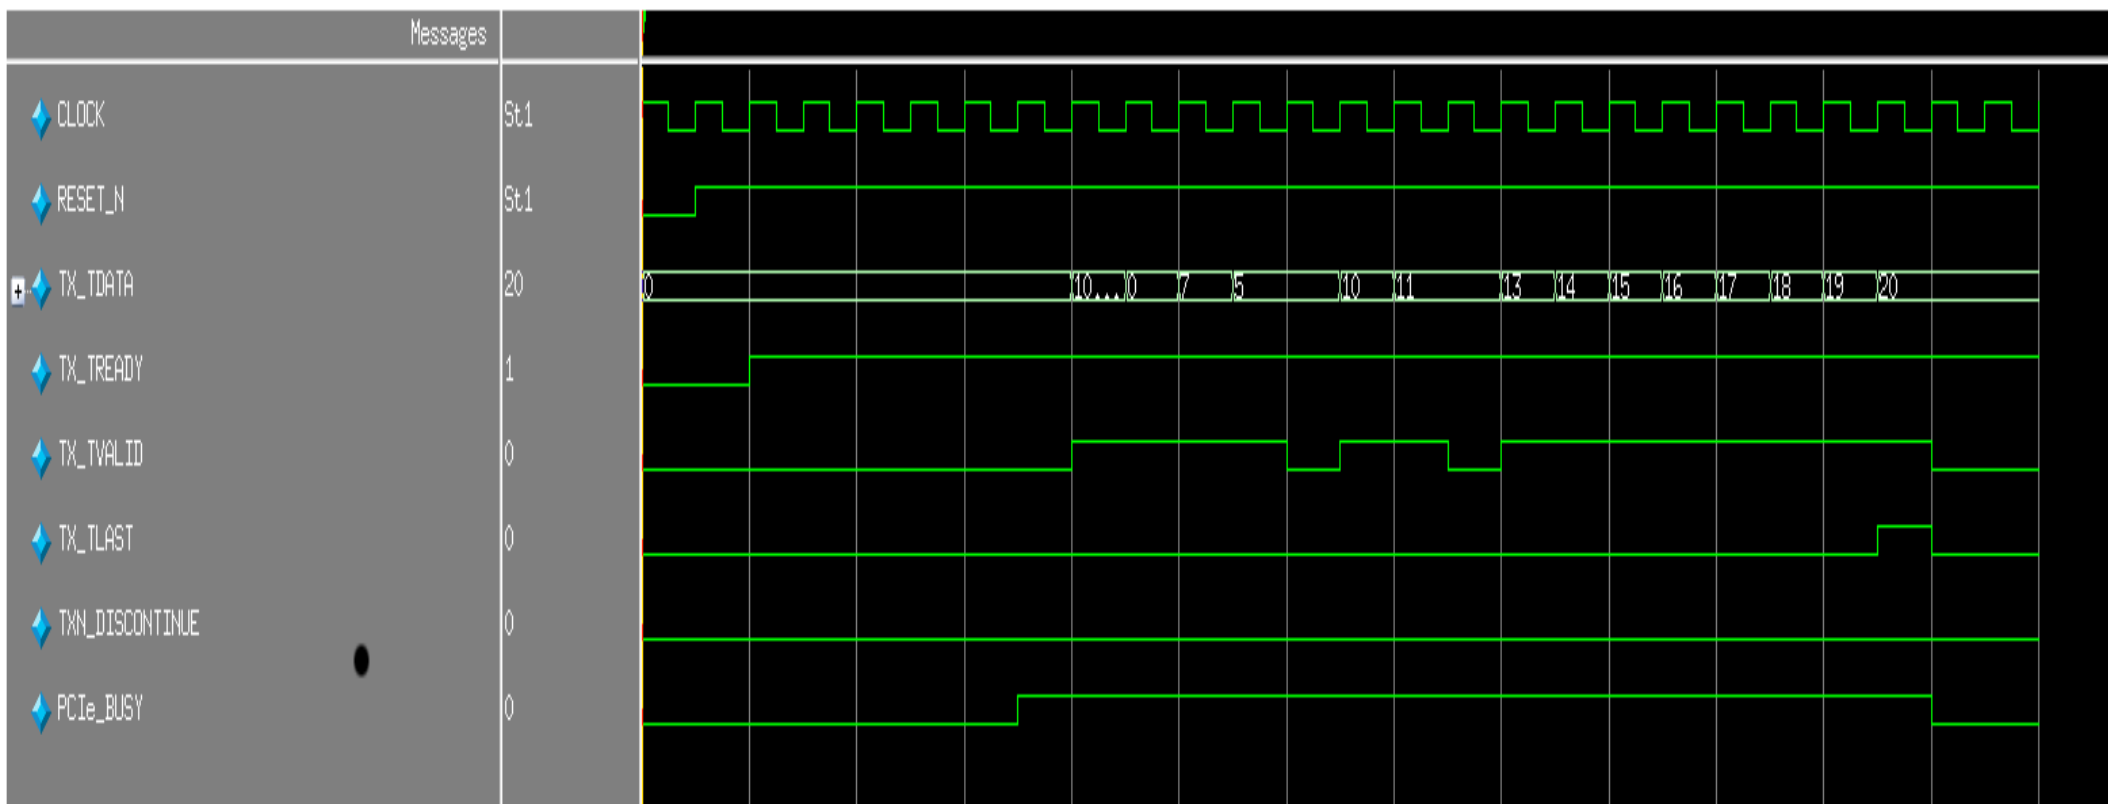 Messages
CLOCK St1
RESET_N St1
TX_TDATA 20 0 10... 0 7 5 10 11 13 14 15 16 17 18 19 20
TX_TREADY 1
TX_TVALID 0
TX_TLAST 0
TXN_DISCONTINUE 0
PCIe_BUSY 0